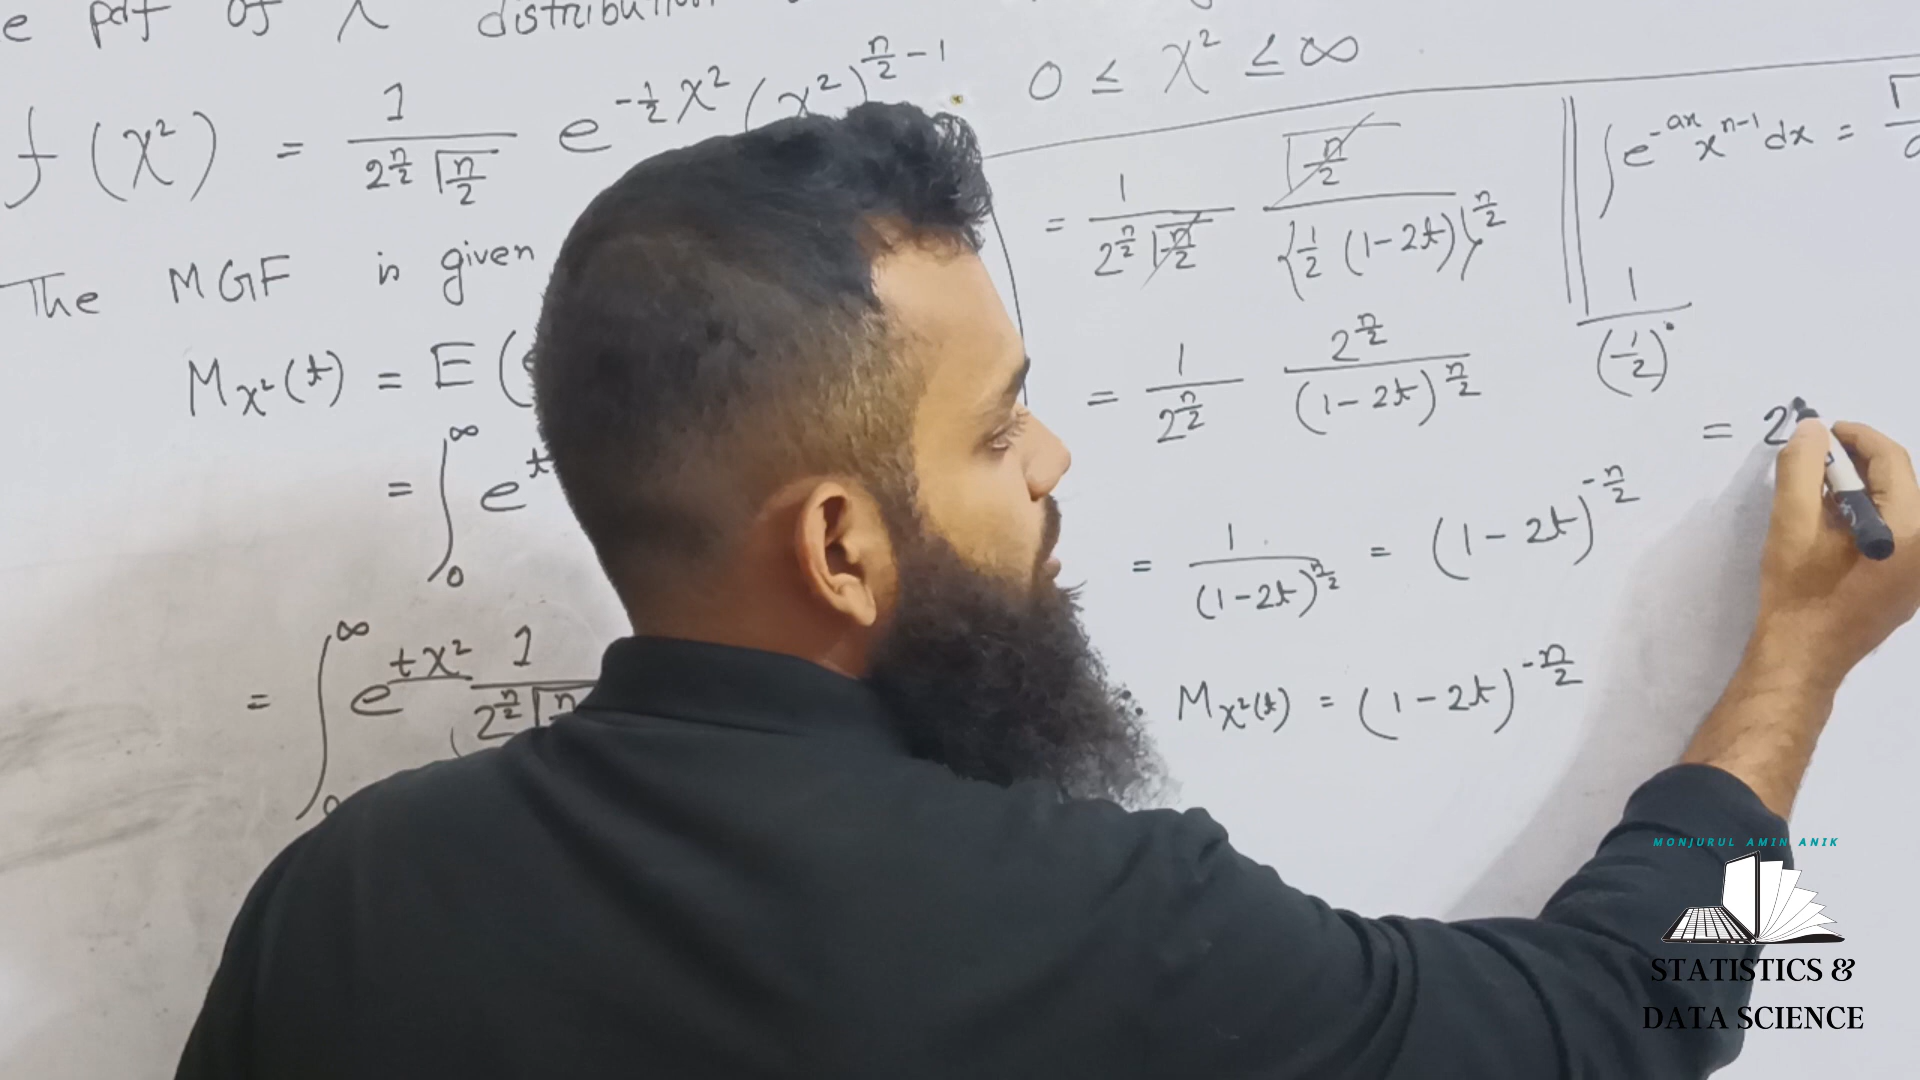 e pdf of χ distribution
f(χ²) = 1 / 2^(n/2) Γ(n/2) e^(-½χ²) (χ²)^(n/2 - 1) 0 ≤ χ² ≤ ∞
The MGF is given
M_χ²(t) = E(
= ∫₀^∞ e^t
= ∫₀^∞ e^(tχ²) 1 / 2^(n/2) Γ(n/2)
= 1 / 2^(n/2) Γ(n/2) Γ(n/2) / {½ (1-2t)}^(n/2)
= 1 / 2^(n/2) 2^(n/2) / (1-2t)^(n/2)
= 1 / (1-2t)^(n/2) = (1-2t)^(-n/2)
∴ M_χ²(t) = (1-2t)^(-n/2)
∫ e^(-ax) x^(n-1) dx = Γ
1 / (1/2)
= 2
MONJURUL AMIN ANIK
STATISTICS &
DATA SCIENCE